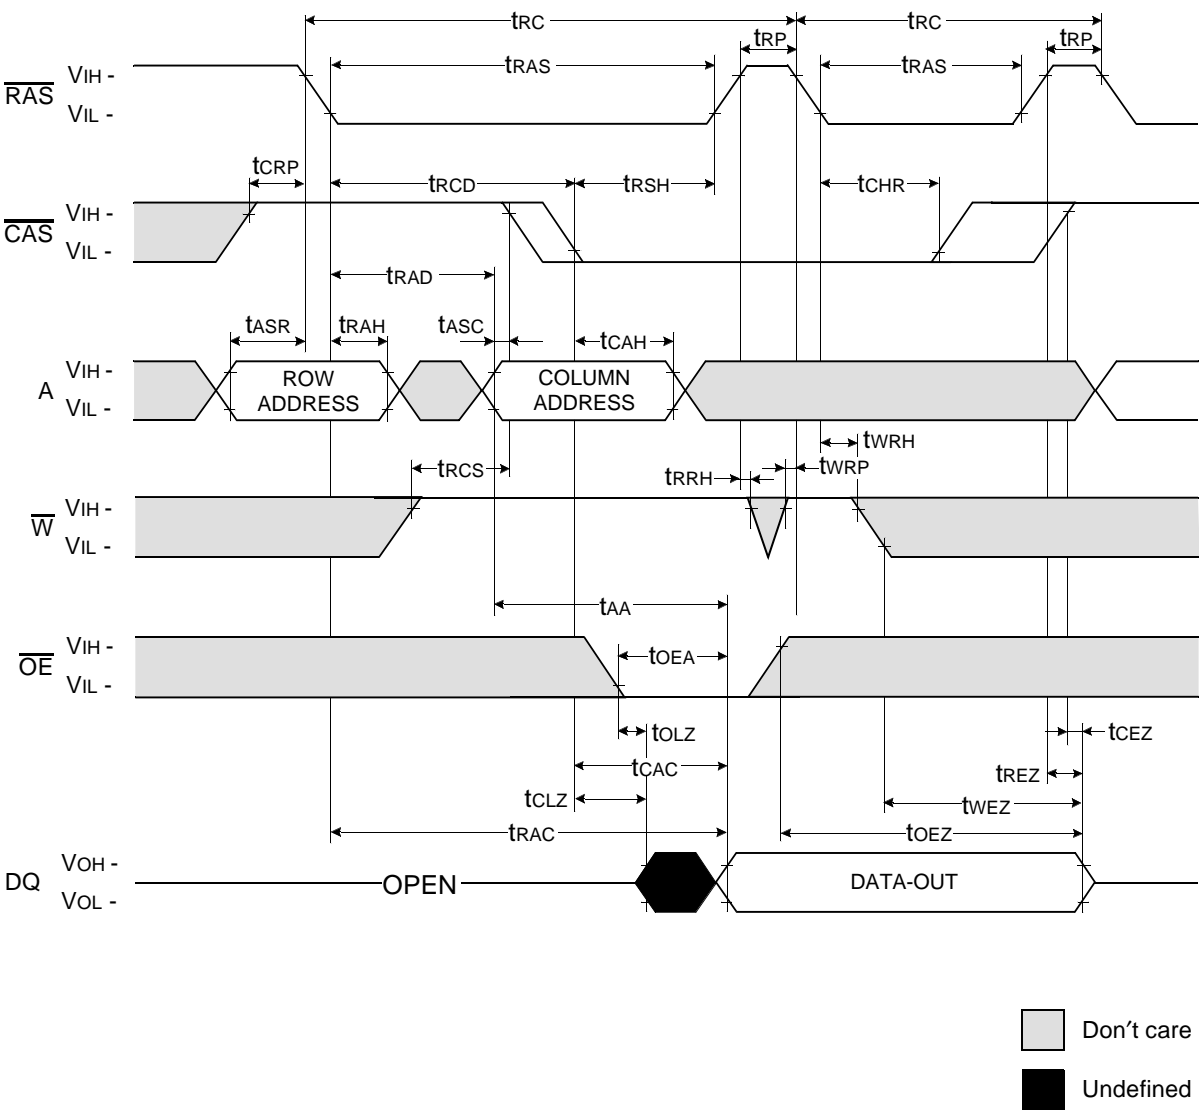 tRC tRC
tRP tRP
tRAS tRAS
RAS VIH -
VIL -
tCRP tRCD tRSH tCHR
CAS VIH -
VIL -
tRAD
tASR tRAH tASC tCAH
A VIH -
VIL -
ROW
ADDRESS
COLUMN
ADDRESS
tWRH
tRCS tRRH tWRP
W VIH -
VIL -
tAA
OE VIH -
VIL -
tOEA
tOLZ tCEZ
tCAC tREZ
tCLZ tWEZ
tRAC tOEZ
DQ VOH -
VOL -
OPEN DATA-OUT
Don′t care
Undefined